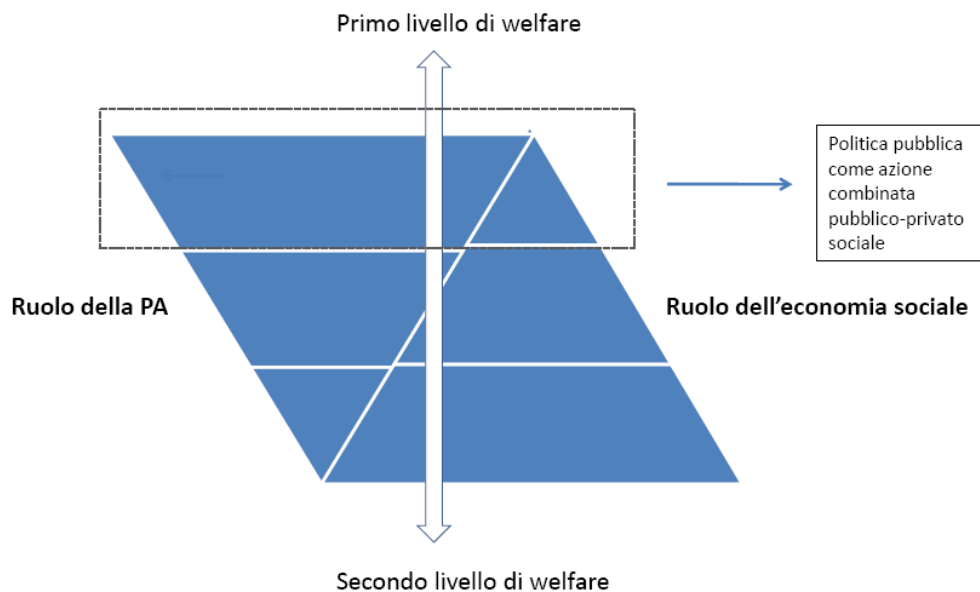 Primo livello di welfare
Politica pubblica
come azione
combinata
pubblico-privato
sociale
Ruolo della PA
Ruolo dell’economia sociale
Secondo livello di welfare